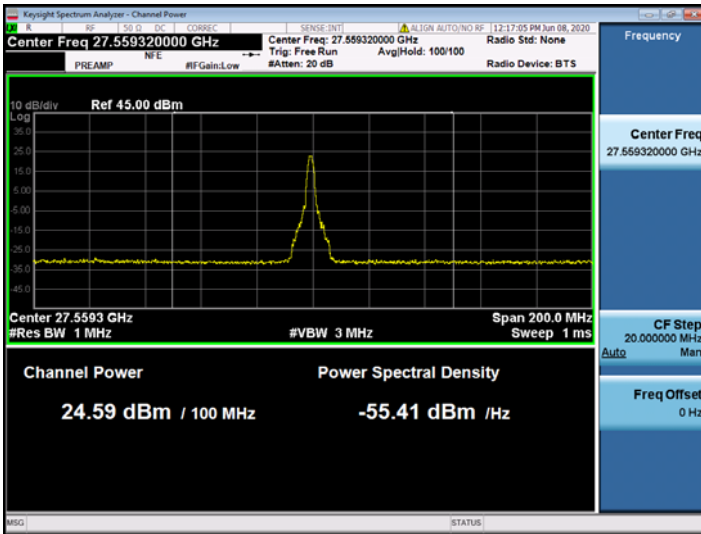 Keysight Spectrum Analyzer - Channel Power
R RF 50 Ω DC CORREC SENSE:INT ALIGN AUTO/NO RF 12:17:05 PM Jun 08, 2020
Center Freq 27.559320000 GHz
Center Freq: 27.559320000 GHz
Radio Std: None
NFE
Trig: Free Run Avg|Hold: 100/100
PREAMP #IFGain:Low #Atten: 20 dB Radio Device: BTS
Frequency
10 dB/div Ref 45.00 dBm
Log
35.0
25.0
15.0
5.00
-5.00
-15.0
-25.0
-35.0
-45.0
Center 27.5593 GHz Span 200.0 MHz
#Res BW 1 MHz #VBW 3 MHz Sweep 1 ms
Channel Power Power Spectral Density
24.59 dBm / 100 MHz -55.41 dBm /Hz
Center Freq
27.559320000 GHz
CF Step
20.000000 MHz
Auto Man
Freq Offset
0 Hz
MSG STATUS